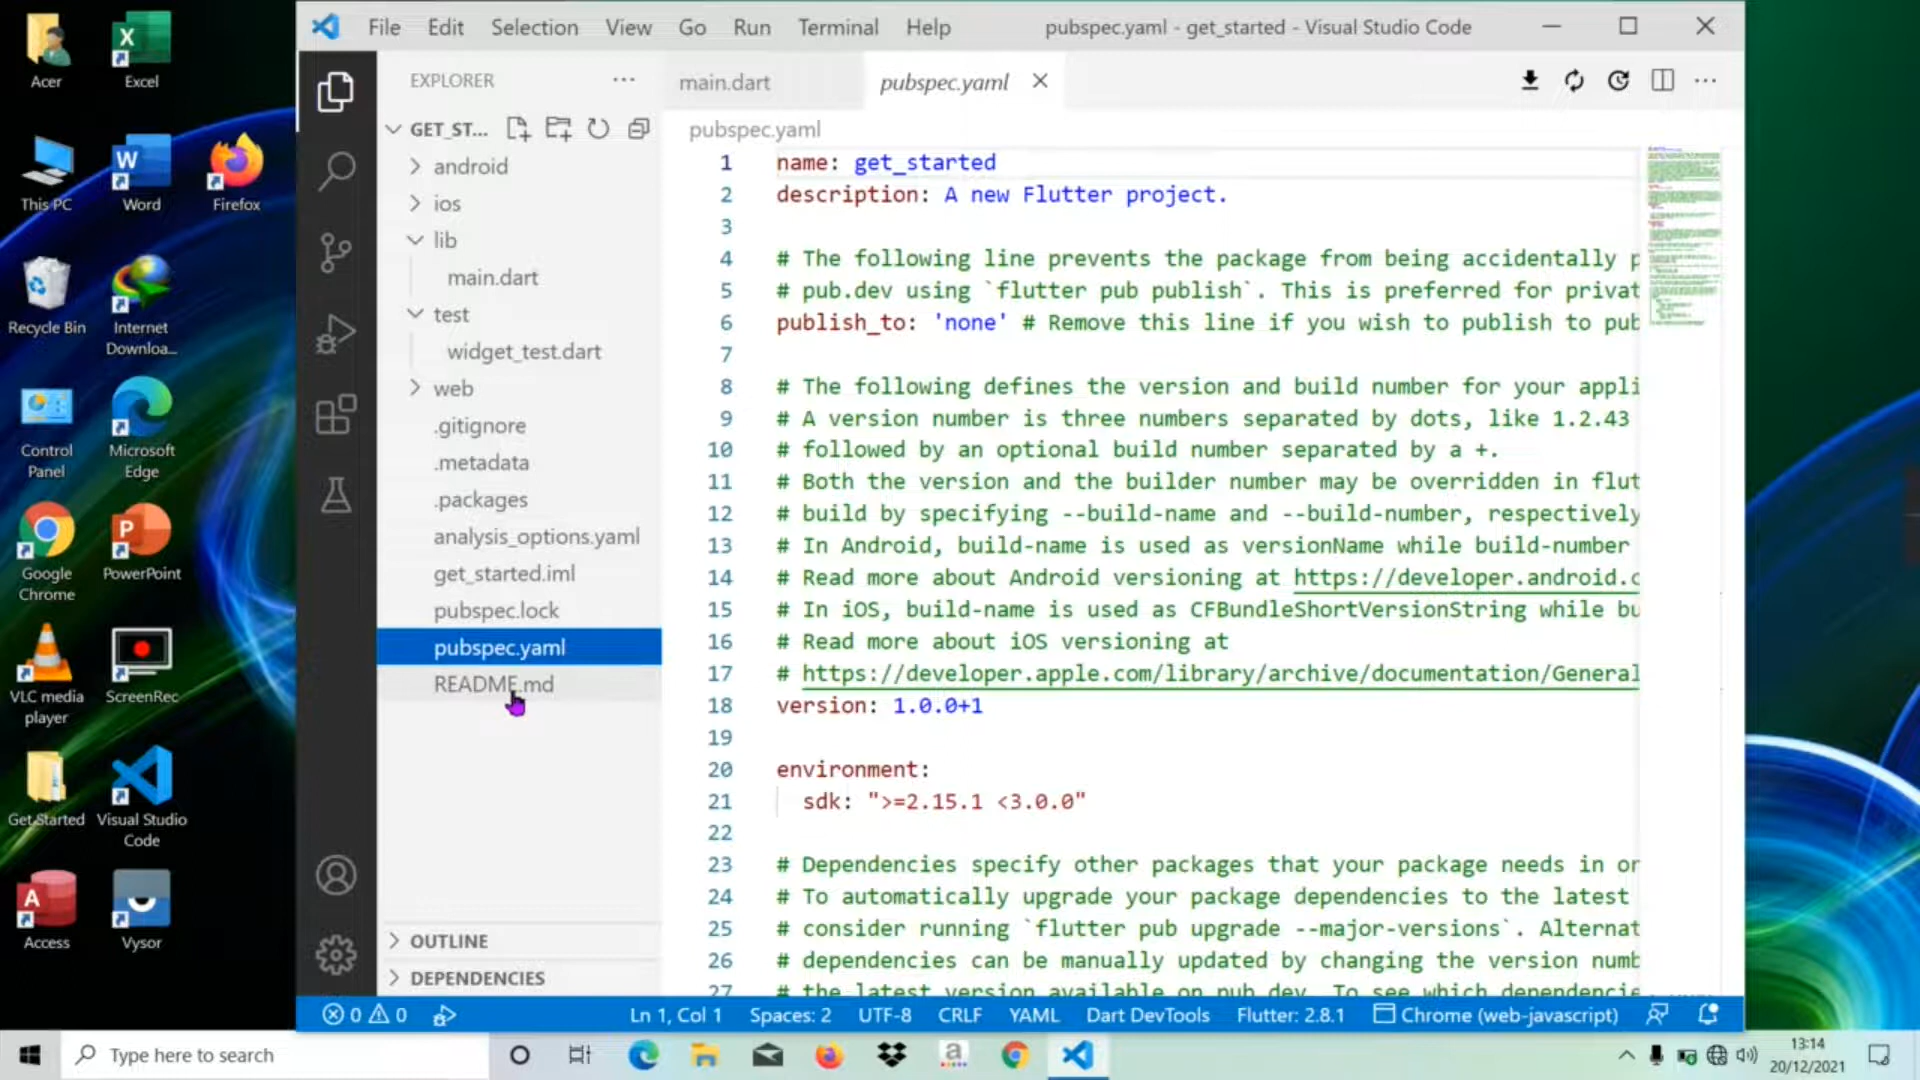 Acer
Excel
This PC
Word
Firefox
Recycle Bin
Internet
Downloa...
Control
Panel
Microsoft
Edge
Google
Chrome
PowerPoint
VLC media
player
ScreenRec
Get Started
Visual Studio
Code
Access
Vysor
File Edit Selection View Go Run Terminal Help
pubspec.yaml - get_started - Visual Studio Code
EXPLORER
GET_ST...
android
ios
lib
main.dart
test
widget_test.dart
web
.gitignore
.metadata
.packages
analysis_options.yaml
get_started.iml
pubspec.lock
pubspec.yaml
README.md
OUTLINE
DEPENDENCIES
main.dart
pubspec.yaml
pubspec.yaml
1 name: get_started
2 description: A new Flutter project.
3
4 # The following line prevents the package from being accidentally p
5 # pub.dev using `flutter pub publish`. This is preferred for privat
6 publish_to: 'none' # Remove this line if you wish to publish to pub
7
8 # The following defines the version and build number for your appli
9 # A version number is three numbers separated by dots, like 1.2.43
10 # followed by an optional build number separated by a +.
11 # Both the version and the builder number may be overridden in flut
12 # build by specifying --build-name and --build-number, respectively
13 # In Android, build-name is used as versionName while build-number
14 # Read more about Android versioning at https://developer.android.c
15 # In iOS, build-name is used as CFBundleShortVersionString while bu
16 # Read more about iOS versioning at
17 # https://developer.apple.com/library/archive/documentation/General
18 version: 1.0.0+1
19
20 environment:
21 sdk: ">=2.15.1 <3.0.0"
22
23 # Dependencies specify other packages that your package needs in or
24 # To automatically upgrade your package dependencies to the latest
25 # consider running `flutter pub upgrade --major-versions`. Alternat
26 # dependencies can be manually updated by changing the version numb
27 # the latest version available on pub.dev. To see which dependencie
0 0
Ln 1, Col 1 Spaces: 2 UTF-8 CRLF YAML Dart DevTools Flutter: 2.8.1 Chrome (web-javascript)
Type here to search
13:14
20/12/2021